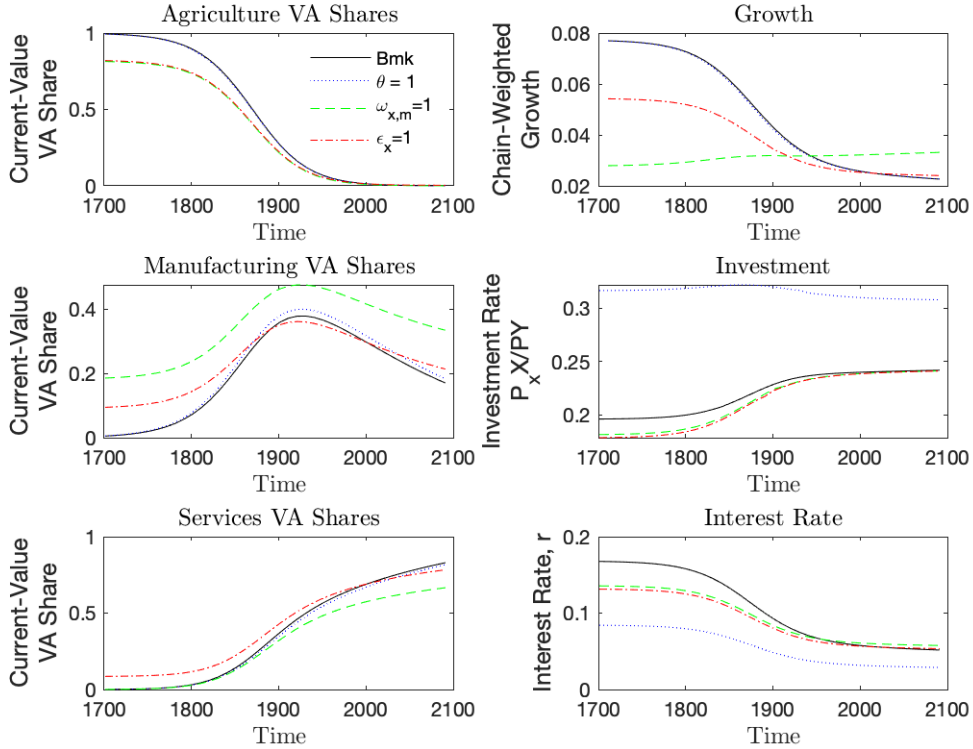 Agriculture VA Shares
Current-Value
VA Share
1
0.5
0
1700 1800 1900 2000 2100
Time
Bmk
θ = 1
ω_{x,m}=1
ϵ_x=1
Growth
Chain-Weighted
Growth
0.08
0.06
0.04
0.02
1700 1800 1900 2000 2100
Time
Manufacturing VA Shares
Current-Value
VA Share
0.4
0.2
0
1700 1800 1900 2000 2100
Time
Investment
Investment Rate
P_xX/PY
0.3
0.25
0.2
1700 1800 1900 2000 2100
Time
Services VA Shares
Current-Value
VA Share
1
0.5
0
1700 1800 1900 2000 2100
Time
Interest Rate
Interest Rate, r
0.2
0.1
0
1700 1800 1900 2000 2100
Time